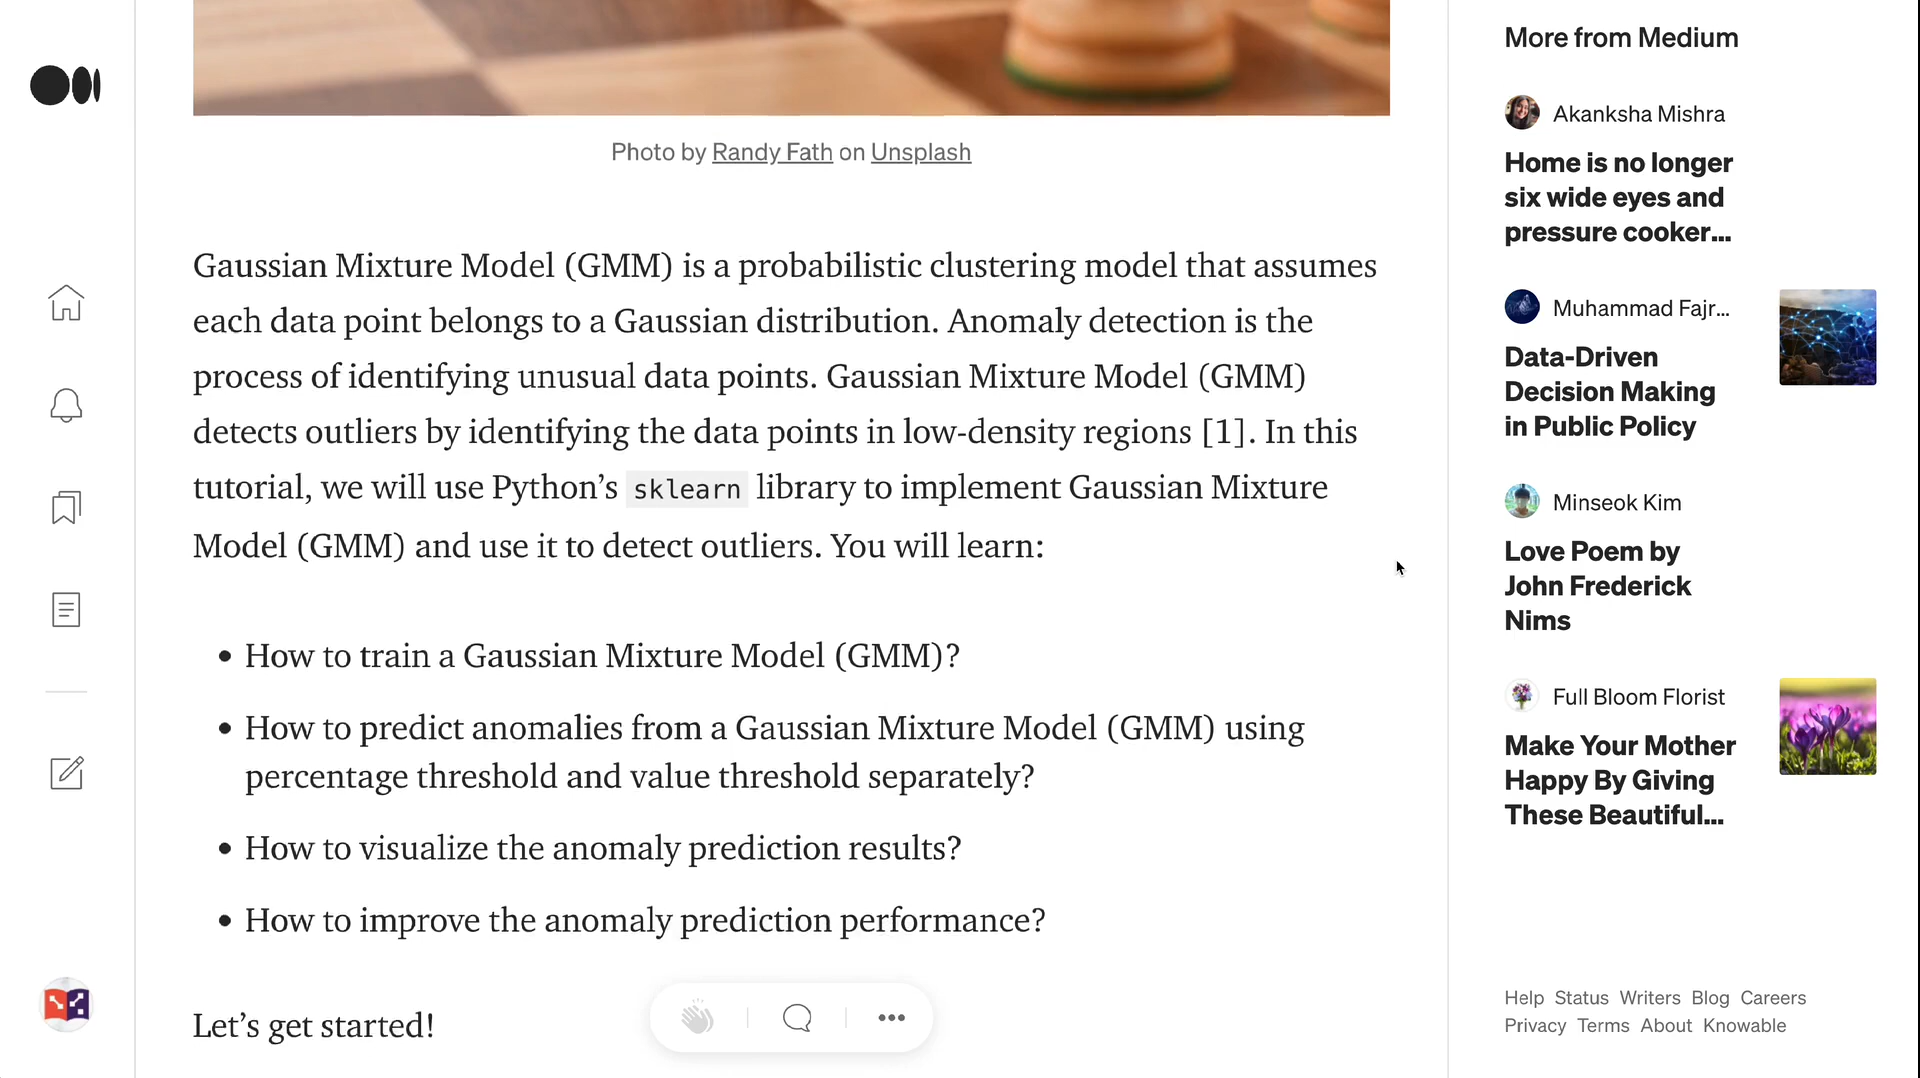 Photo by Randy Fath on Unsplash
Gaussian Mixture Model (GMM) is a probabilistic clustering model that assumes
each data point belongs to a Gaussian distribution. Anomaly detection is the
process of identifying unusual data points. Gaussian Mixture Model (GMM)
detects outliers by identifying the data points in low-density regions [1]. In this
tutorial, we will use Python’s sklearn library to implement Gaussian Mixture
Model (GMM) and use it to detect outliers. You will learn:
• How to train a Gaussian Mixture Model (GMM)?
• How to predict anomalies from a Gaussian Mixture Model (GMM) using
percentage threshold and value threshold separately?
• How to visualize the anomaly prediction results?
• How to improve the anomaly prediction performance?
Let’s get started!
More from Medium
Akanksha Mishra
Home is no longer
six wide eyes and
pressure cooker...
Muhammad Fajr...
Data-Driven
Decision Making
in Public Policy
Minseok Kim
Love Poem by
John Frederick
Nims
Full Bloom Florist
Make Your Mother
Happy By Giving
These Beautiful...
Help Status Writers Blog Careers
Privacy Terms About Knowable